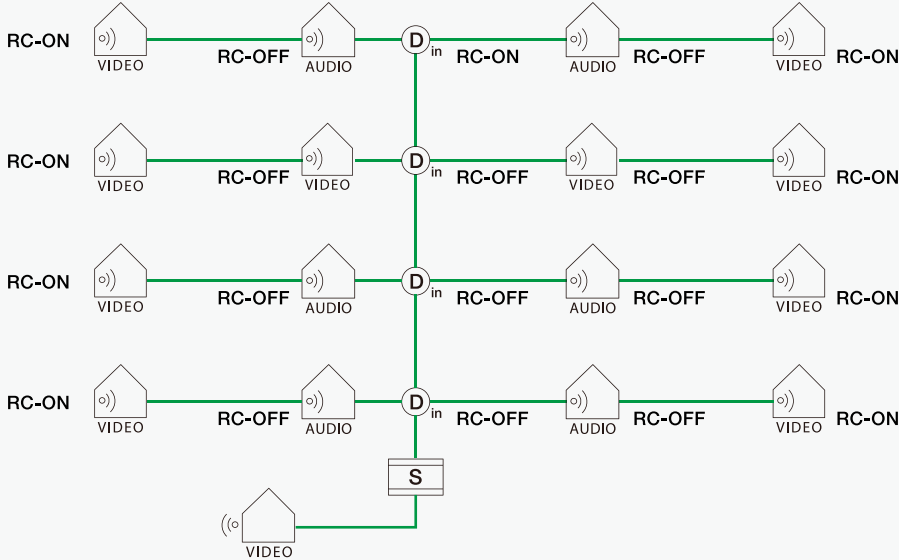 RC-ON VIDEO RC-OFF AUDIO D in RC-ON AUDIO RC-OFF VIDEO RC-ON
RC-ON VIDEO RC-OFF VIDEO D in RC-OFF VIDEO RC-OFF VIDEO RC-ON
RC-ON VIDEO RC-OFF AUDIO D in RC-OFF AUDIO RC-OFF VIDEO RC-ON
RC-ON VIDEO RC-OFF AUDIO D in RC-OFF AUDIO RC-OFF VIDEO RC-ON
S
VIDEO